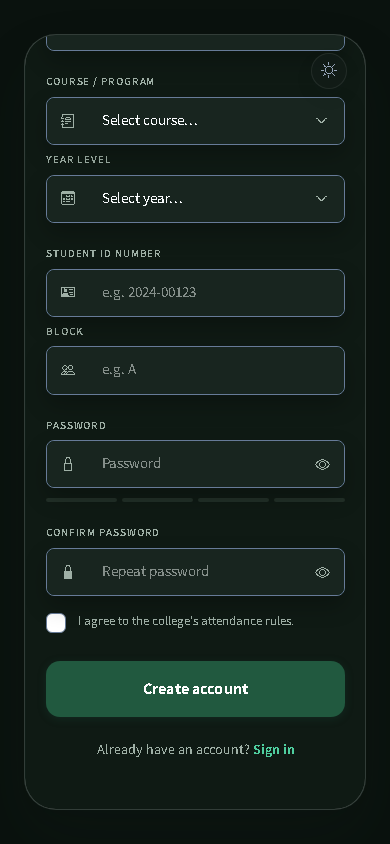 COURSE / PROGRAM
Select course...
YEAR LEVEL
Select year...
STUDENT ID NUMBER
e.g. 2024-00123
BLOCK
e.g. A
PASSWORD
Password
CONFIRM PASSWORD
Repeat password
I agree to the college's attendance rules.
Create account
Already have an account? Sign in